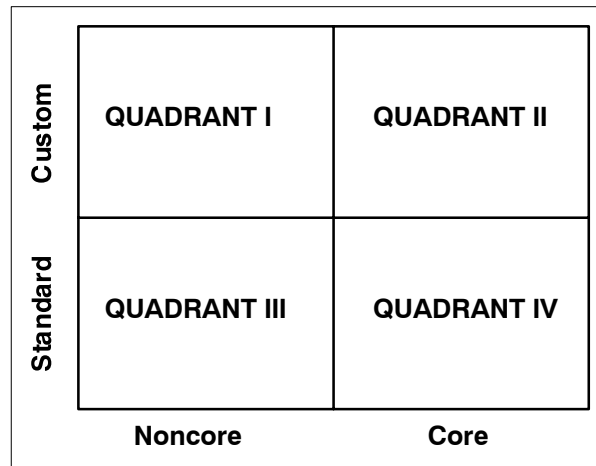 Custom
QUADRANT I
QUADRANT II
Standard
QUADRANT III
QUADRANT IV
Noncore
Core